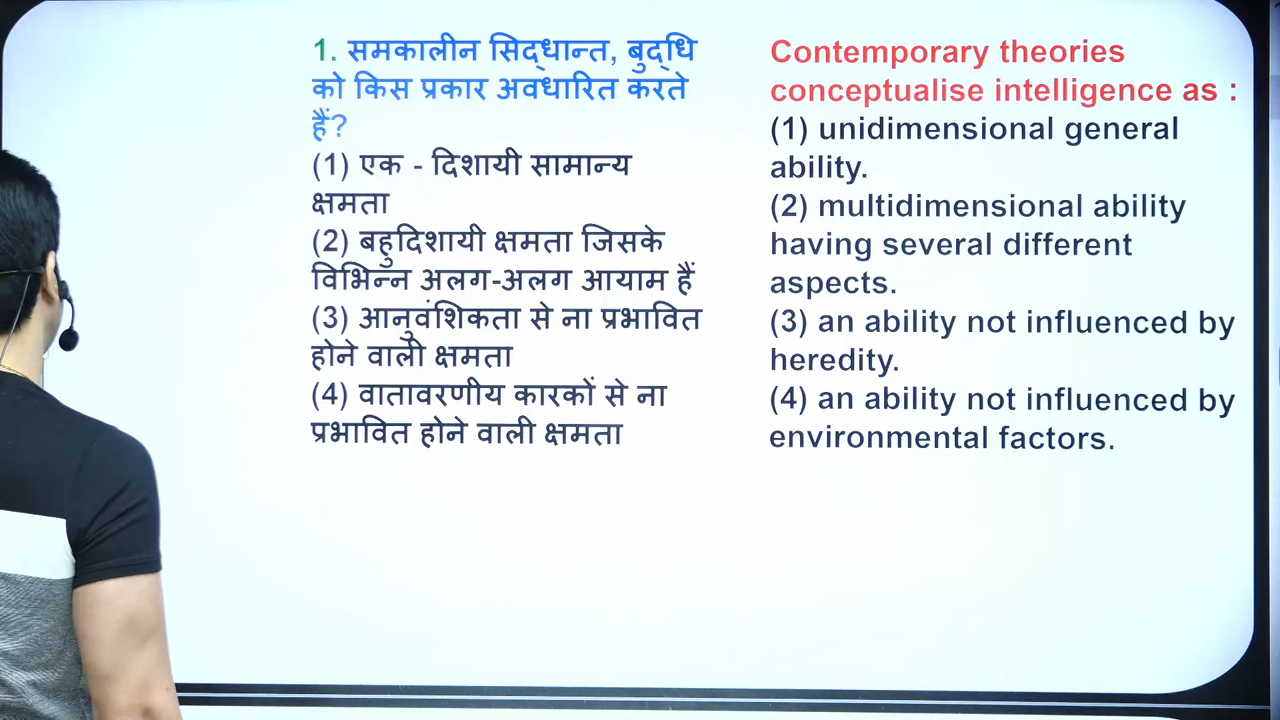 1. समकालीन सिद्धान्त, बुद्धि
को किस प्रकार अवधारित करते
हैं?
(1) एक - दिशायी सामान्य
क्षमता
(2) बहुदिशायी क्षमता जिसके
विभिन्न अलग-अलग आयाम हैं
(3) आनुवंशिकता से ना प्रभावित
होने वाली क्षमता
(4) वातावरणीय कारकों से ना
प्रभावित होने वाली क्षमता
Contemporary theories
conceptualise intelligence as :
(1) unidimensional general
ability.
(2) multidimensional ability
having several different
aspects.
(3) an ability not influenced by
heredity.
(4) an ability not influenced by
environmental factors.